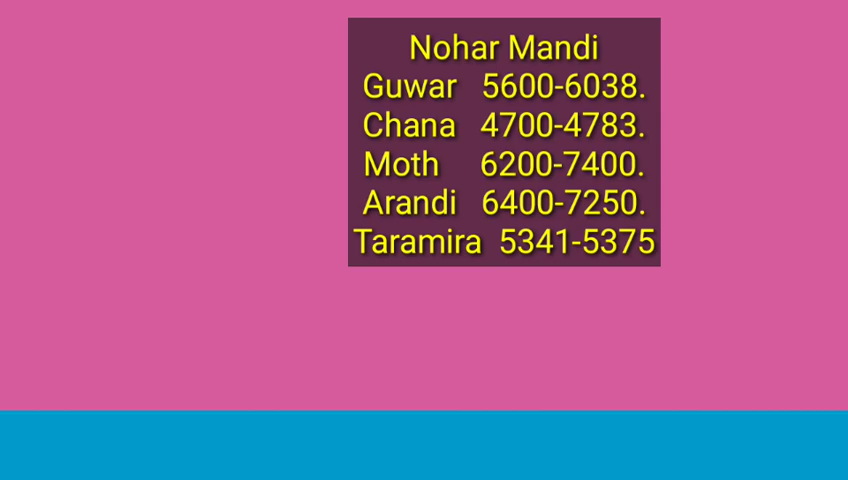 Nohar Mandi
Guwar 5600-6038.
Chana 4700-4783.
Moth 6200-7400.
Arandi 6400-7250.
Taramira 5341-5375